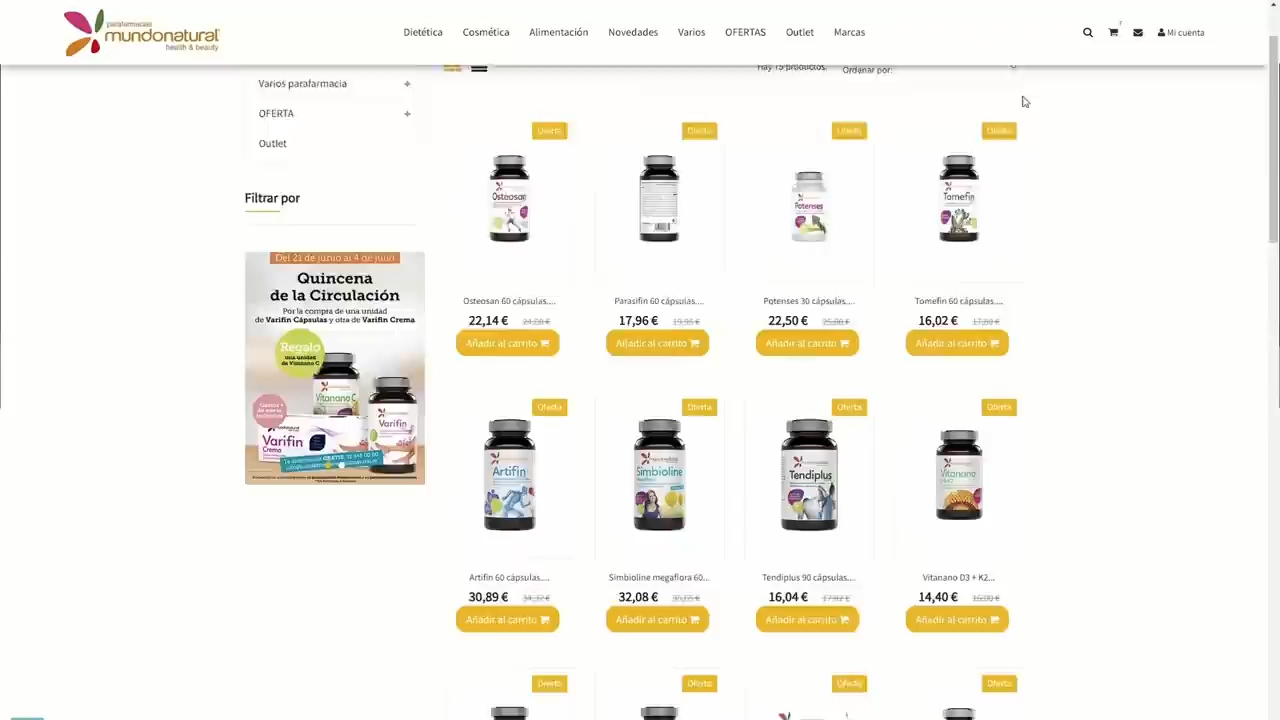 parafarmacias
mundonatural
health & beauty
Dietética
Cosmética
Alimentación
Novedades
Varios
OFERTAS
Outlet
Marcas
Mi cuenta
Varios parafarmacia +
OFERTA +
Outlet
Filtrar por
Hay 15 productos.
Ordenar por:
Del 21 de junio al 4 de julio
Quincena
de la Circulación
Por la compra de una unidad
de Varifin Cápsulas y otra de Varifin Crema
Regalo
una unidad
de Vitanano C
Vitanano C
Varifin
Crema
Varifin
Oferta
Oferta
Oferta
Oferta
Osteosan
Potenses
Tomefin
Osteosan 60 cápsulas....
Parasifin 60 cápsulas....
Potenses 30 cápsulas....
Tomefin 60 cápsulas....
22,14 € 24,60 €
17,96 € 19,95 €
22,50 € 25,00 €
16,02 € 17,80 €
Añadir al carrito
Añadir al carrito
Añadir al carrito
Añadir al carrito
Oferta
Oferta
Oferta
Oferta
Artifin
Simbioline
Tendiplus
Vitanano
Artifin 60 cápsulas....
Simbioline megaflora 60...
Tendiplus 90 cápsulas....
Vitanano D3 + K2...
30,89 € 34,32 €
32,08 €
16,04 € 17,82 €
14,40 € 16,00 €
Añadir al carrito
Añadir al carrito
Añadir al carrito
Añadir al carrito
Oferta
Oferta
Oferta
Oferta